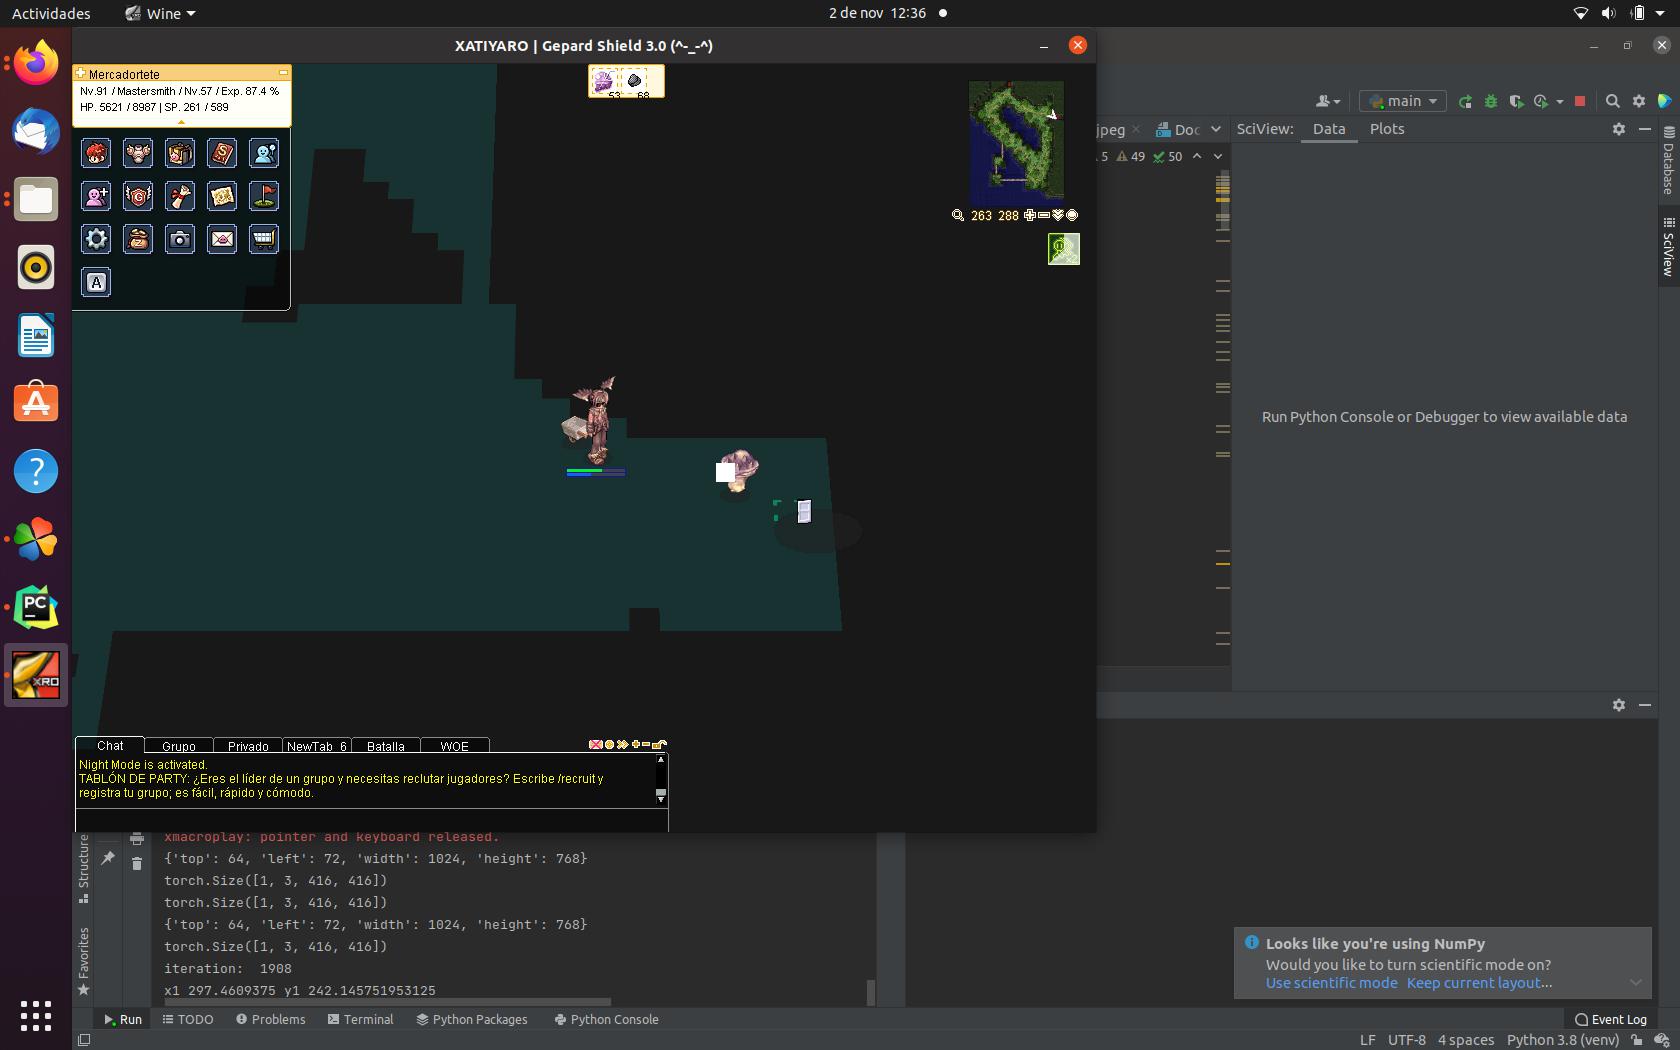 Actividades
Wine
2 de nov 12:36
XATIYARO | Gepard Shield 3.0 (^-_-^)
Mercadortete
Nv.91 / Mastersmith / Nv.57 / Exp. 87.4 %
HP. 5621 / 8987 | SP. 261 / 589
53 68
263 288
x2
main
jpeg
Doc
5 49 50
SciView:
Data
Plots
Database
SciView
Run Python Console or Debugger to view available data
PC
XRO
A
Chat
Grupo
Privado
NewTab_6
Batalla
WOE
Night Mode is activated.
TABLÓN DE PARTY: ¿Eres el líder de un grupo y necesitas reclutar jugadores? Escribe /recruit y
registra tu grupo; es fácil, rápido y cómodo.
Structure
Favorites
xmacroplay: pointer and keyboard released.
{'top': 64, 'left': 72, 'width': 1024, 'height': 768}
torch.Size([1, 3, 416, 416])
torch.Size([1, 3, 416, 416])
{'top': 64, 'left': 72, 'width': 1024, 'height': 768}
torch.Size([1, 3, 416, 416])
iteration:  1908
x1 297.4609375 y1 242.145751953125
Looks like you're using NumPy
Would you like to turn scientific mode on?
Use scientific mode Keep current layout...
Run
TODO
Problems
Terminal
Python Packages
Python Console
Event Log
LF UTF-8 4 spaces Python 3.8 (venv)